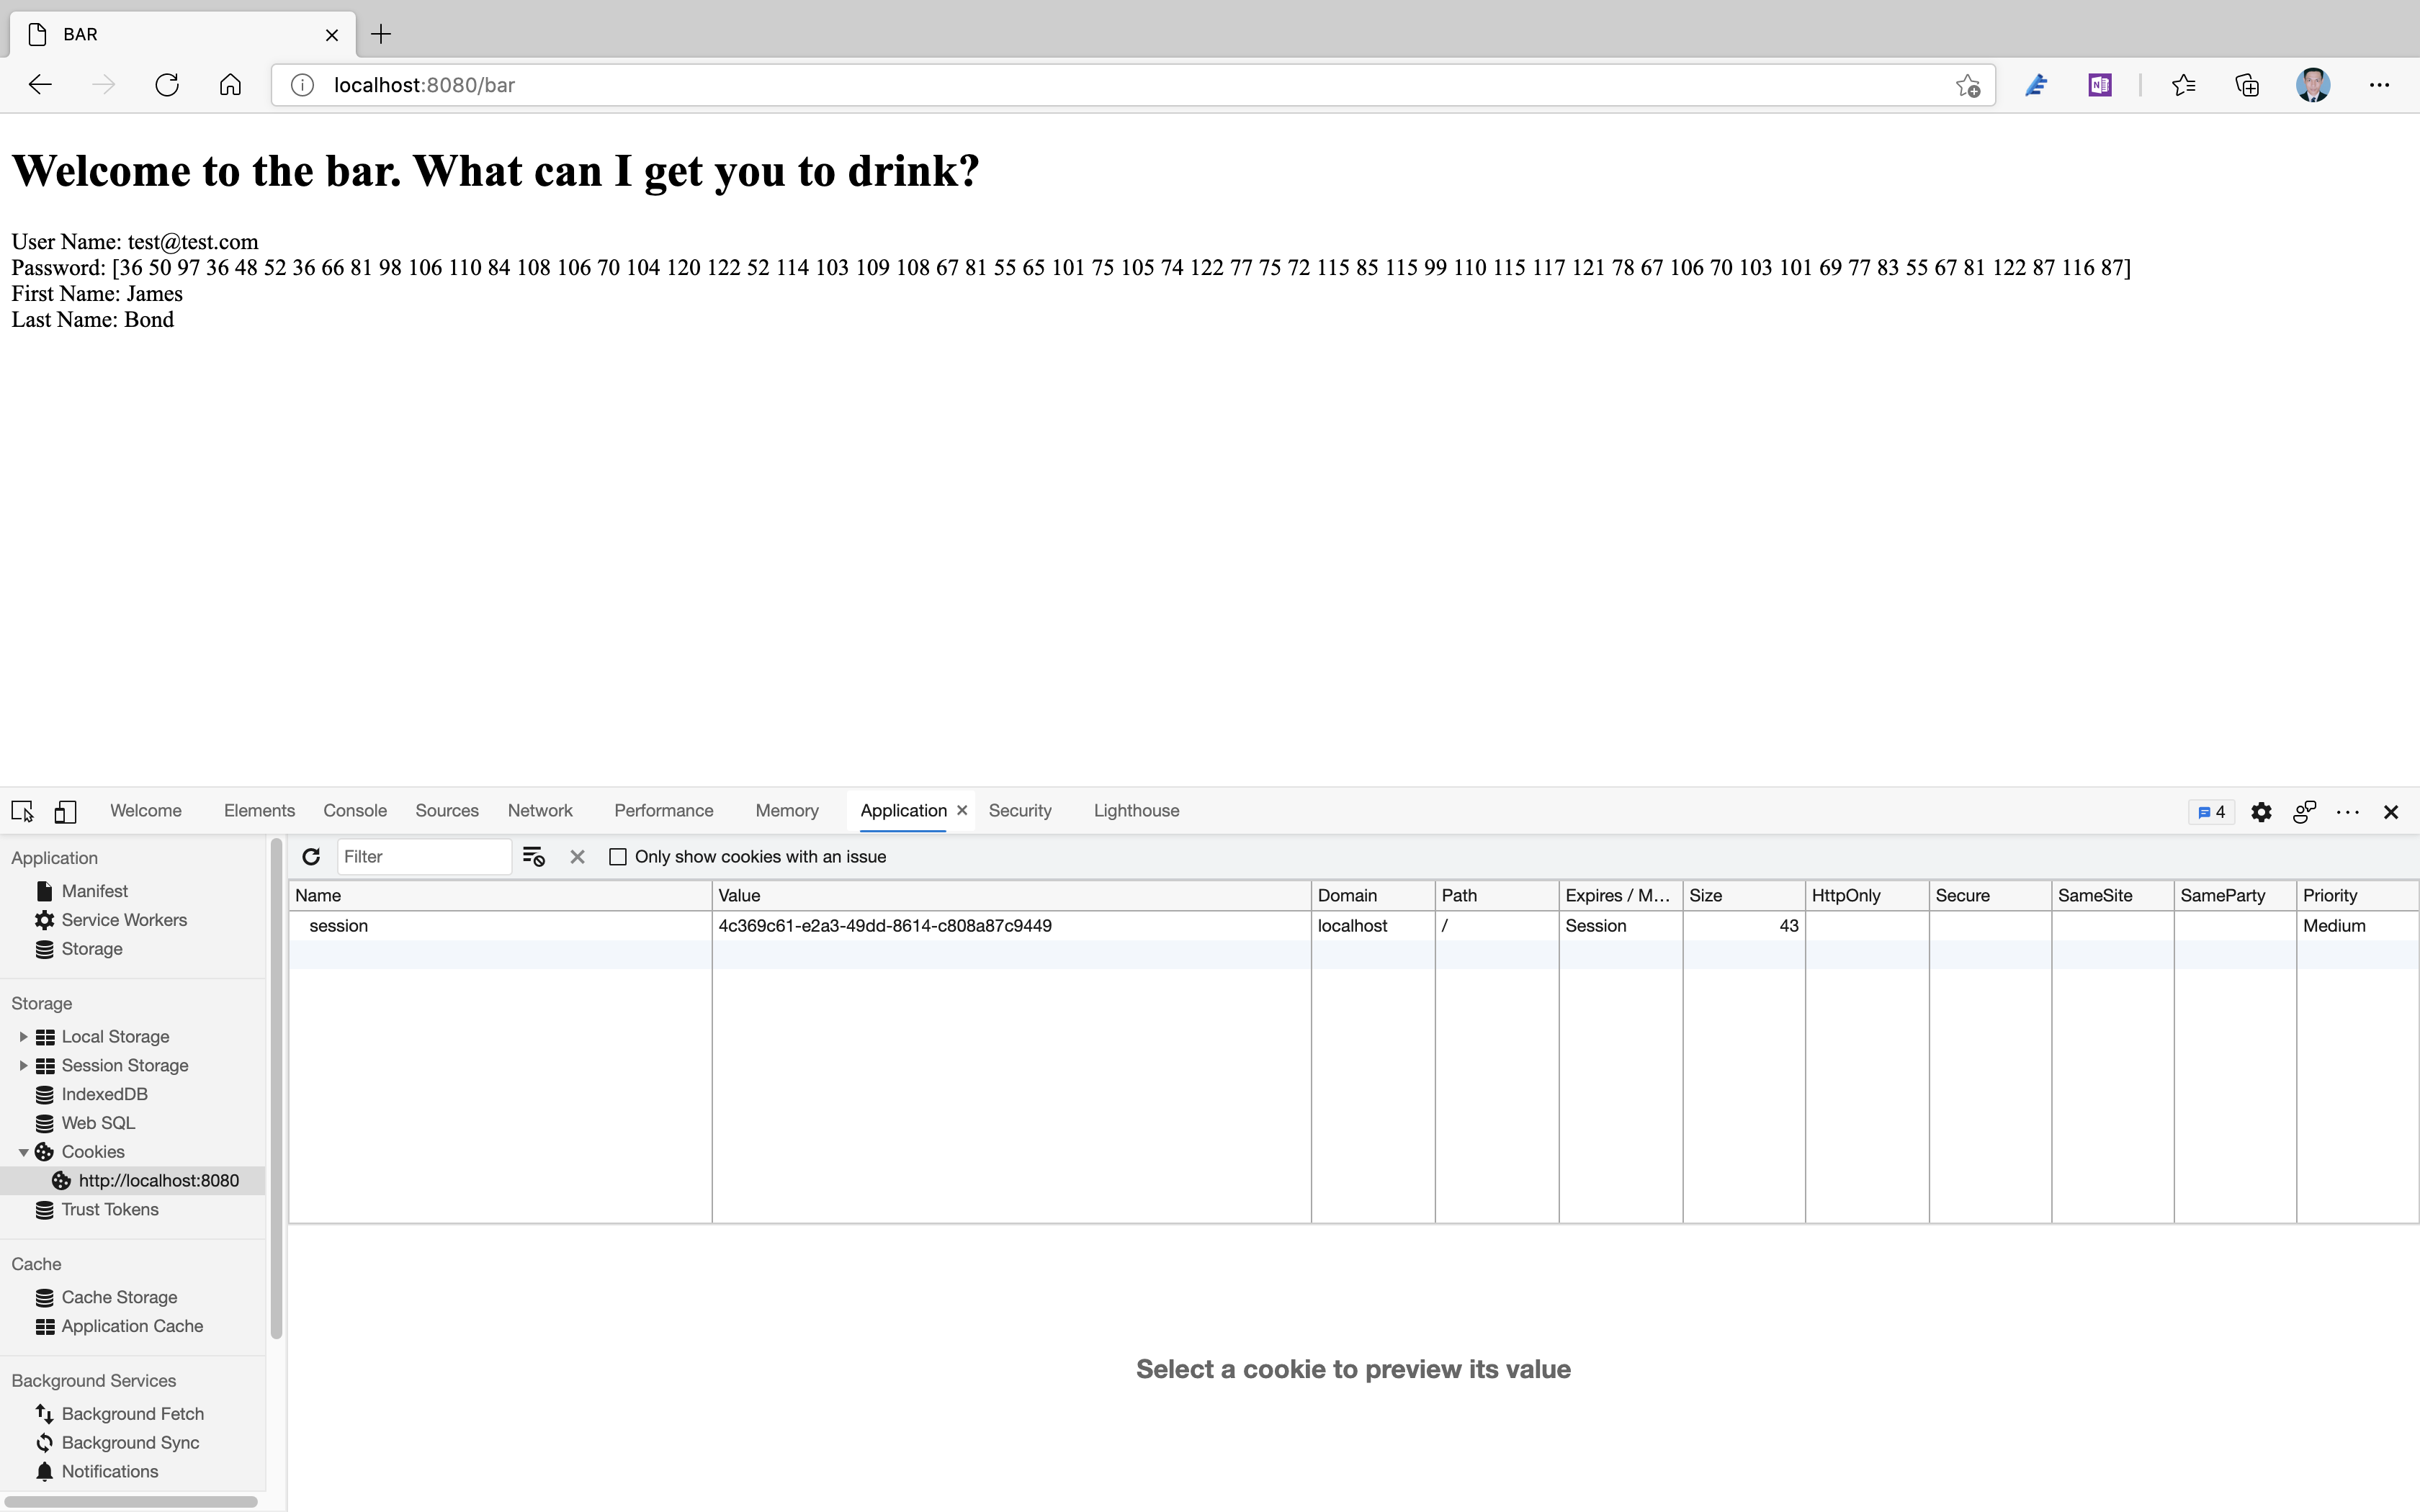 BAR
localhost:8080/bar
Welcome to the bar. What can I get you to drink?
User Name: test@test.com
Password: [36 50 97 36 48 52 36 66 81 98 106 110 84 108 106 70 104 120 122 52 114 103 109 108 67 81 55 65 101 75 105 74 122 77 75 72 115 85 115 99 110 115 117 121 78 67 106 70 103 101 69 77 83 55 67 81 122 87 116 87]
First Name: James
Last Name: Bond
Welcome Elements Console Sources Network Performance Memory Application Security Lighthouse 4
Application
Manifest
Service Workers
Storage
Storage
Local Storage
Session Storage
IndexedDB
Web SQL
Cookies
http://localhost:8080
Trust Tokens
Cache
Cache Storage
Application Cache
Background Services
Background Fetch
Background Sync
Notifications
Filter Only show cookies with an issue
Name Value Domain Path Expires / M... Size HttpOnly Secure SameSite SameParty Priority
session 4c369c61-e2a3-49dd-8614-c808a87c9449 localhost / Session 43 Medium
Select a cookie to preview its value